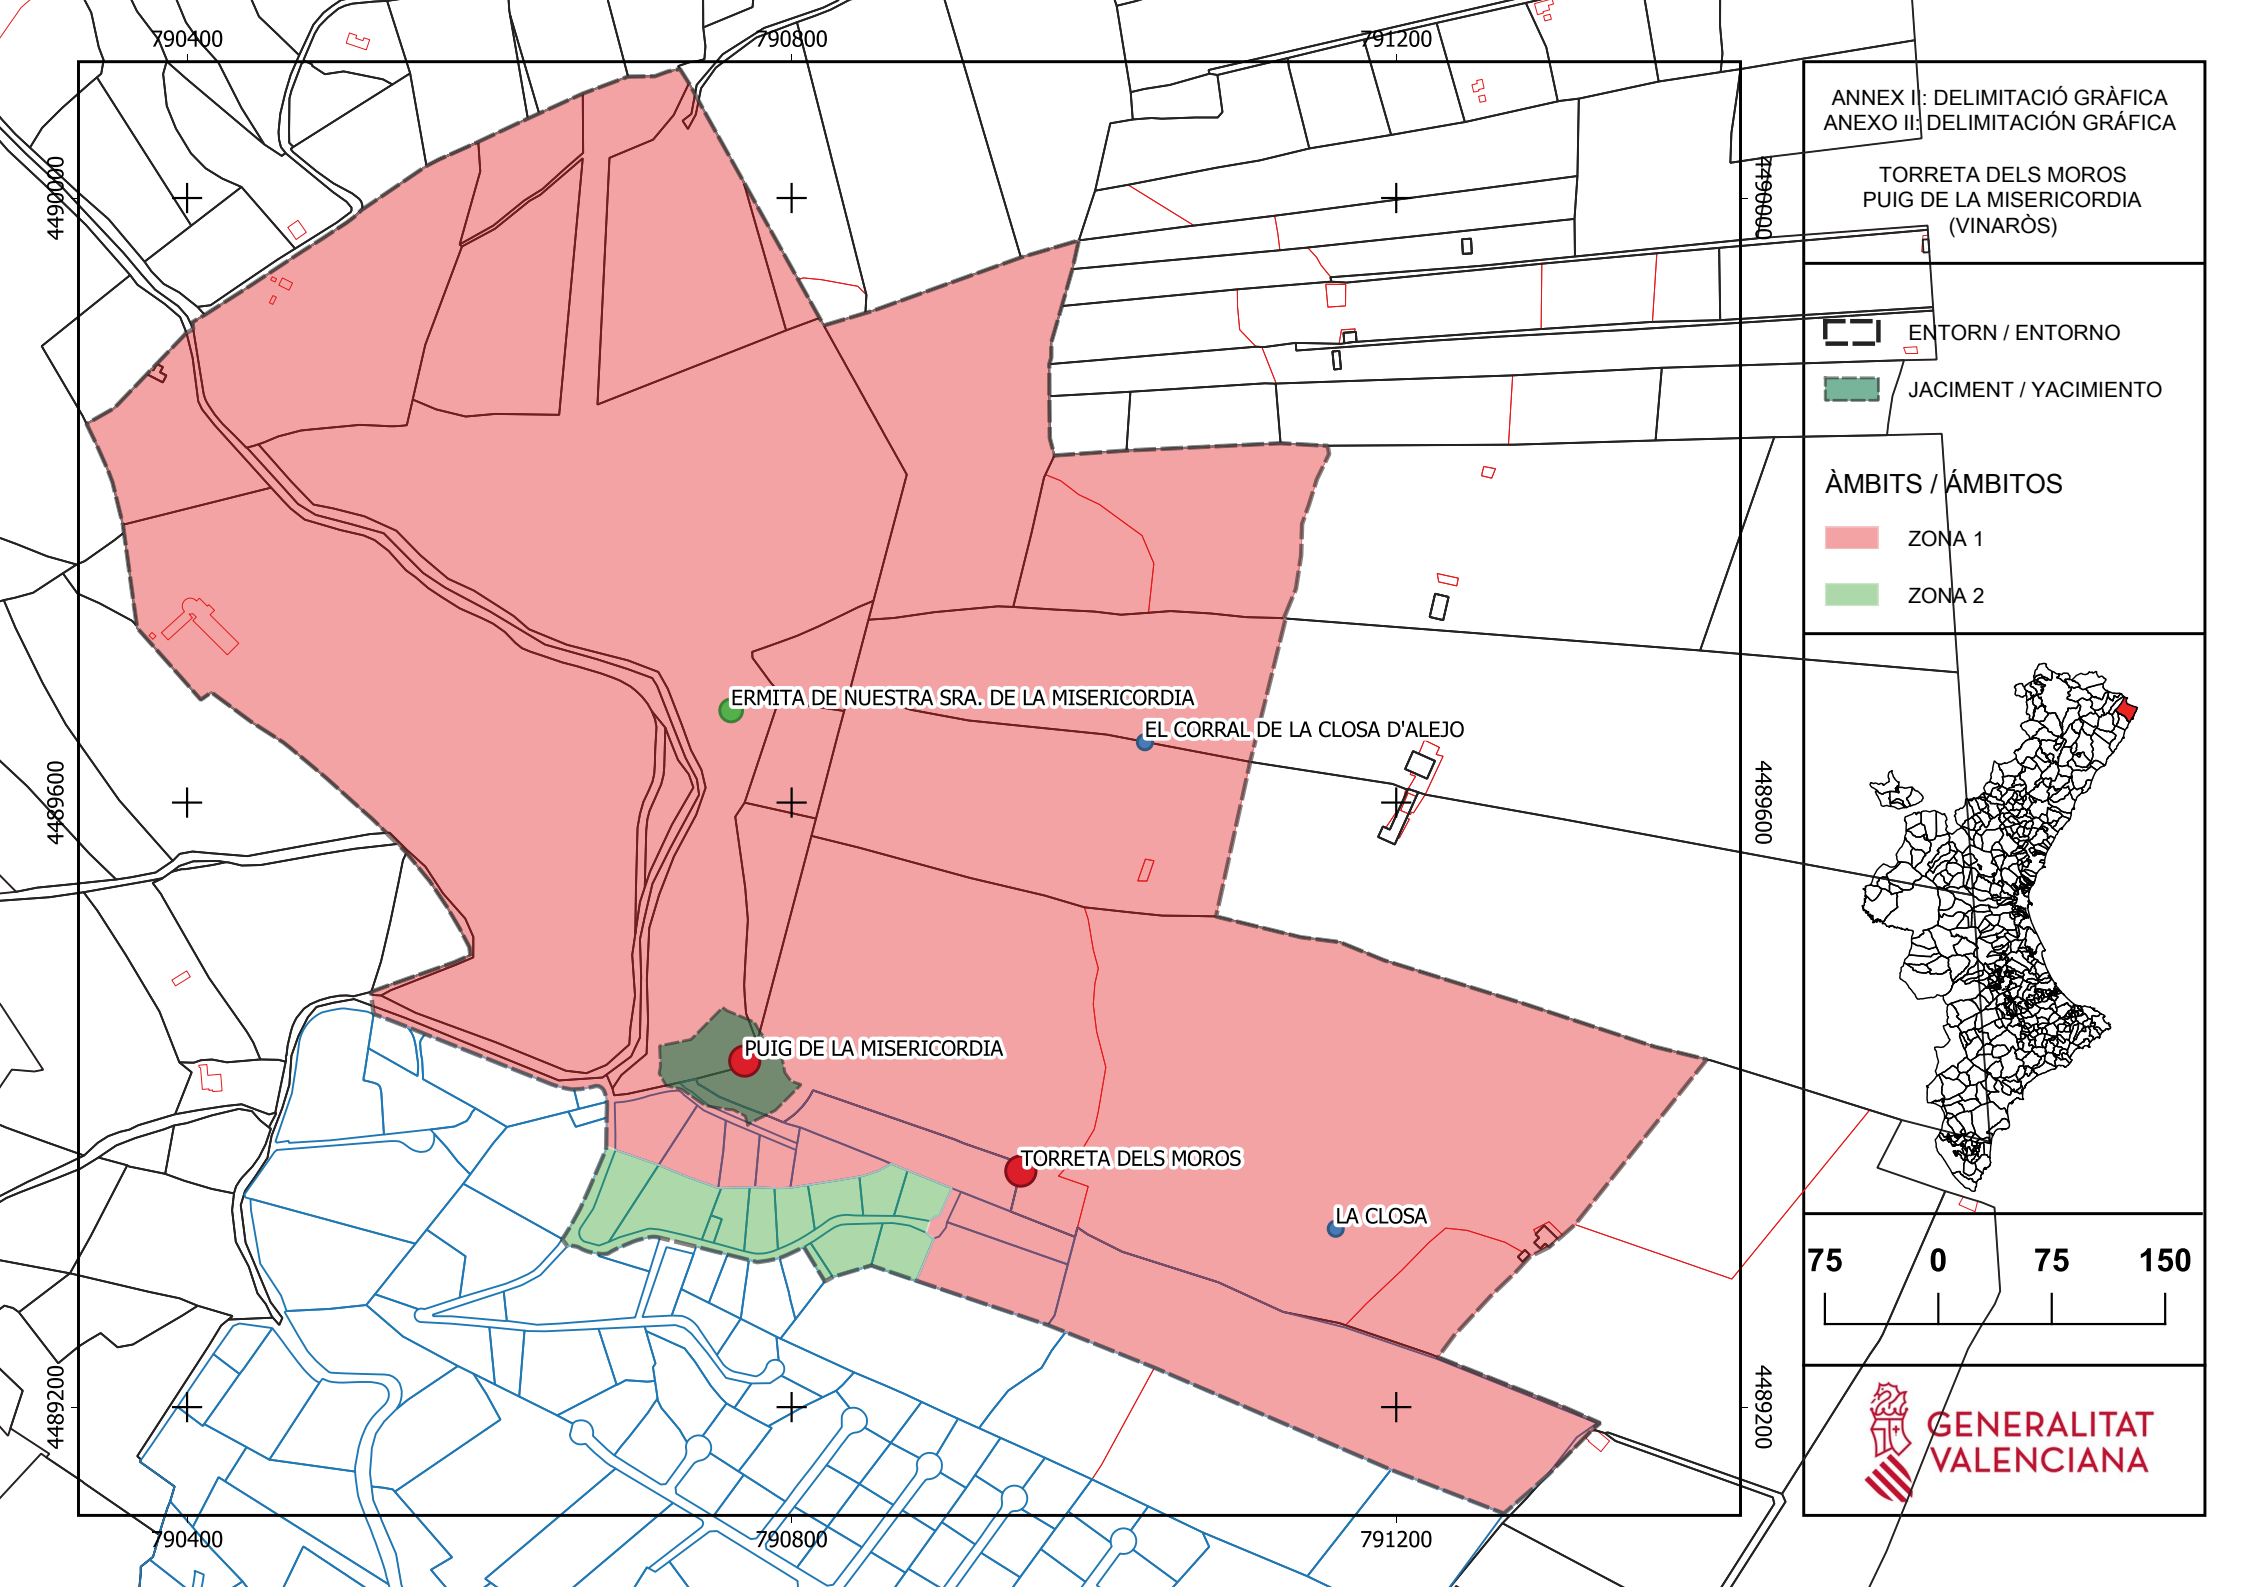 790400
790800
791200
4490000
4490000
ANNEX II: DELIMITACIÓ GRÀFICA
ANEXO II: DELIMITACIÓN GRÁFICA
TORRETA DELS MOROS
PUIG DE LA MISERICORDIA
(VINARÒS)
ENTORN / ENTORNO
JACIMENT / YACIMIENTO
ÀMBITS / ÁMBITOS
ZONA 1
ZONA 2
ERMITA DE NUESTRA SRA. DE LA MISERICORDIA
EL CORRAL DE LA CLOSA D'ALEJO
4489600
4489600
PUIG DE LA MISERICORDIA
TORRETA DELS MOROS
LA CLOSA
75 0 75 150
4489200
4489200
GENERALITAT
VALENCIANA
790400
790800
791200